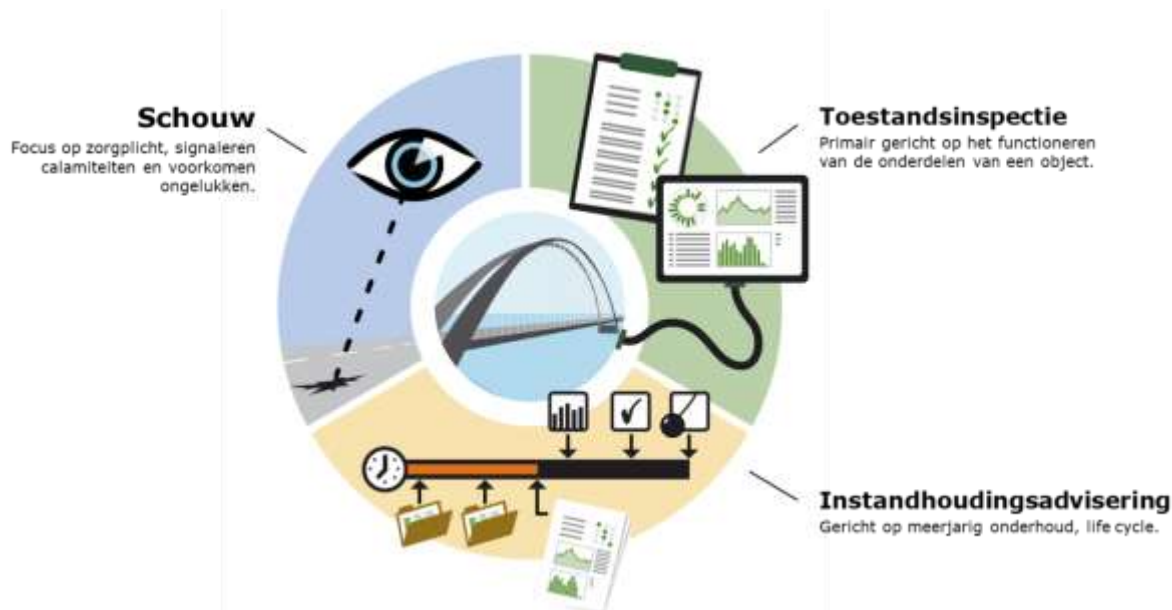 Schouw
Focus op zorgplicht, signaleren
calamiteiten en voorkomen
ongelukken.
Toestandsinspectie
Primair gericht op het functioneren
van de onderdelen van een object.
Instandhoudingsadvisering
Gericht op meerjarig onderhoud, life cycle.